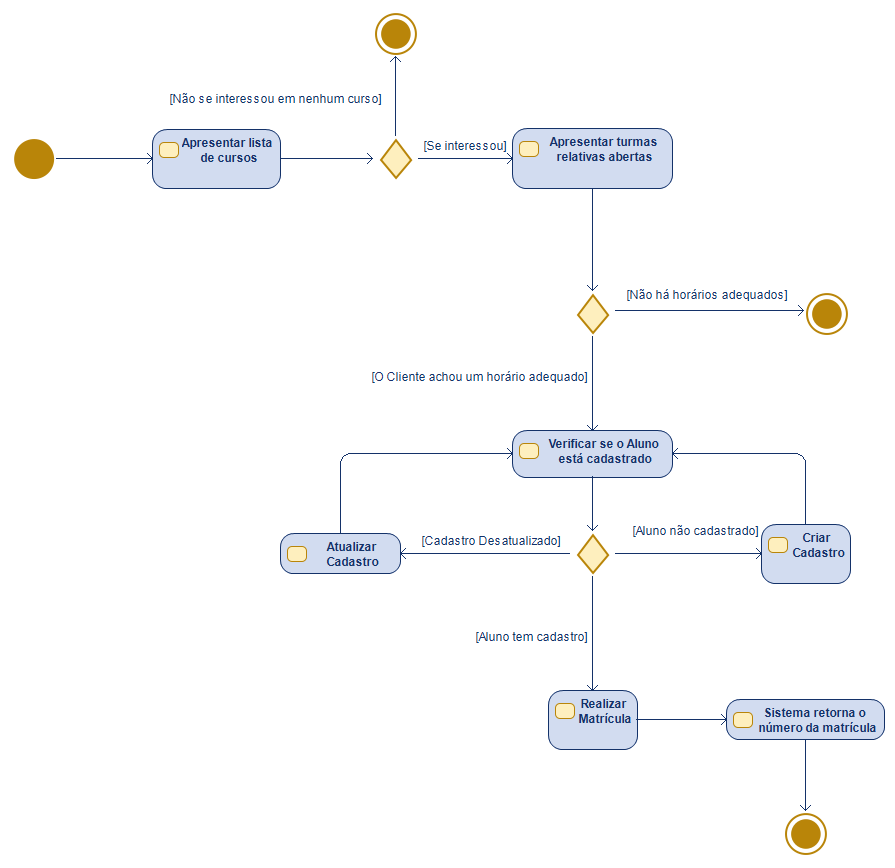 [Não se interessou em nenhum curso]
Apresentar lista
de cursos
[Se interessou]
Apresentar turmas
relativas abertas
[Não há horários adequados]
[O Cliente achou um horário adequado]
Verificar se o Aluno
está cadastrado
[Cadastro Desatualizado]
[Aluno não cadastrado]
Atualizar
Cadastro
Criar
Cadastro
[Aluno tem cadastro]
Realizar
Matrícula
Sistema retorna o
número da matrícula